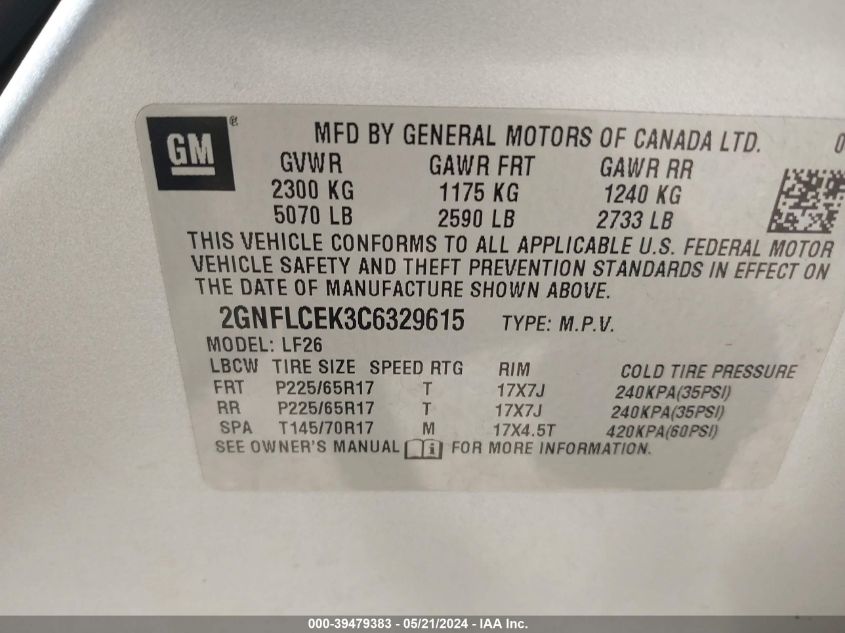 GM ® MFD BY GENERAL MOTORS OF CANADA LTD. 0
GVWR GAWR FRT GAWR RR
2300 KG 1175 KG 1240 KG
5070 LB 2590 LB 2733 LB
THIS VEHICLE CONFORMS TO ALL APPLICABLE U.S. FEDERAL MOTOR
VEHICLE SAFETY AND THEFT PREVENTION STANDARDS IN EFFECT ON
THE DATE OF MANUFACTURE SHOWN ABOVE.
2GNFLCEK3C6329615 TYPE: M.P.V.
MODEL: LF26
LBCW TIRE SIZE SPEED RTG RIM COLD TIRE PRESSURE
FRT P225/65R17 T 17X7J 240KPA(35PSI)
RR P225/65R17 T 17X7J 240KPA(35PSI)
SPA T145/70R17 M 17X4.5T 420KPA(60PSI)
SEE OWNER'S MANUAL i FOR MORE INFORMATION.
000-39479383 - 05/21/2024 - IAA Inc.